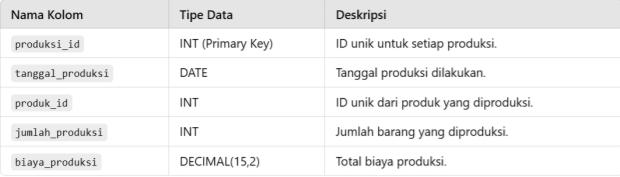 Nama Kolom Tipe Data Deskripsi
produksi_id INT (Primary Key) ID unik untuk setiap produksi.
tanggal_produksi DATE Tanggal produksi dilakukan.
produk_id INT ID unik dari produk yang diproduksi.
jumlah_produksi INT Jumlah barang yang diproduksi.
biaya_produksi DECIMAL(15,2) Total biaya produksi.